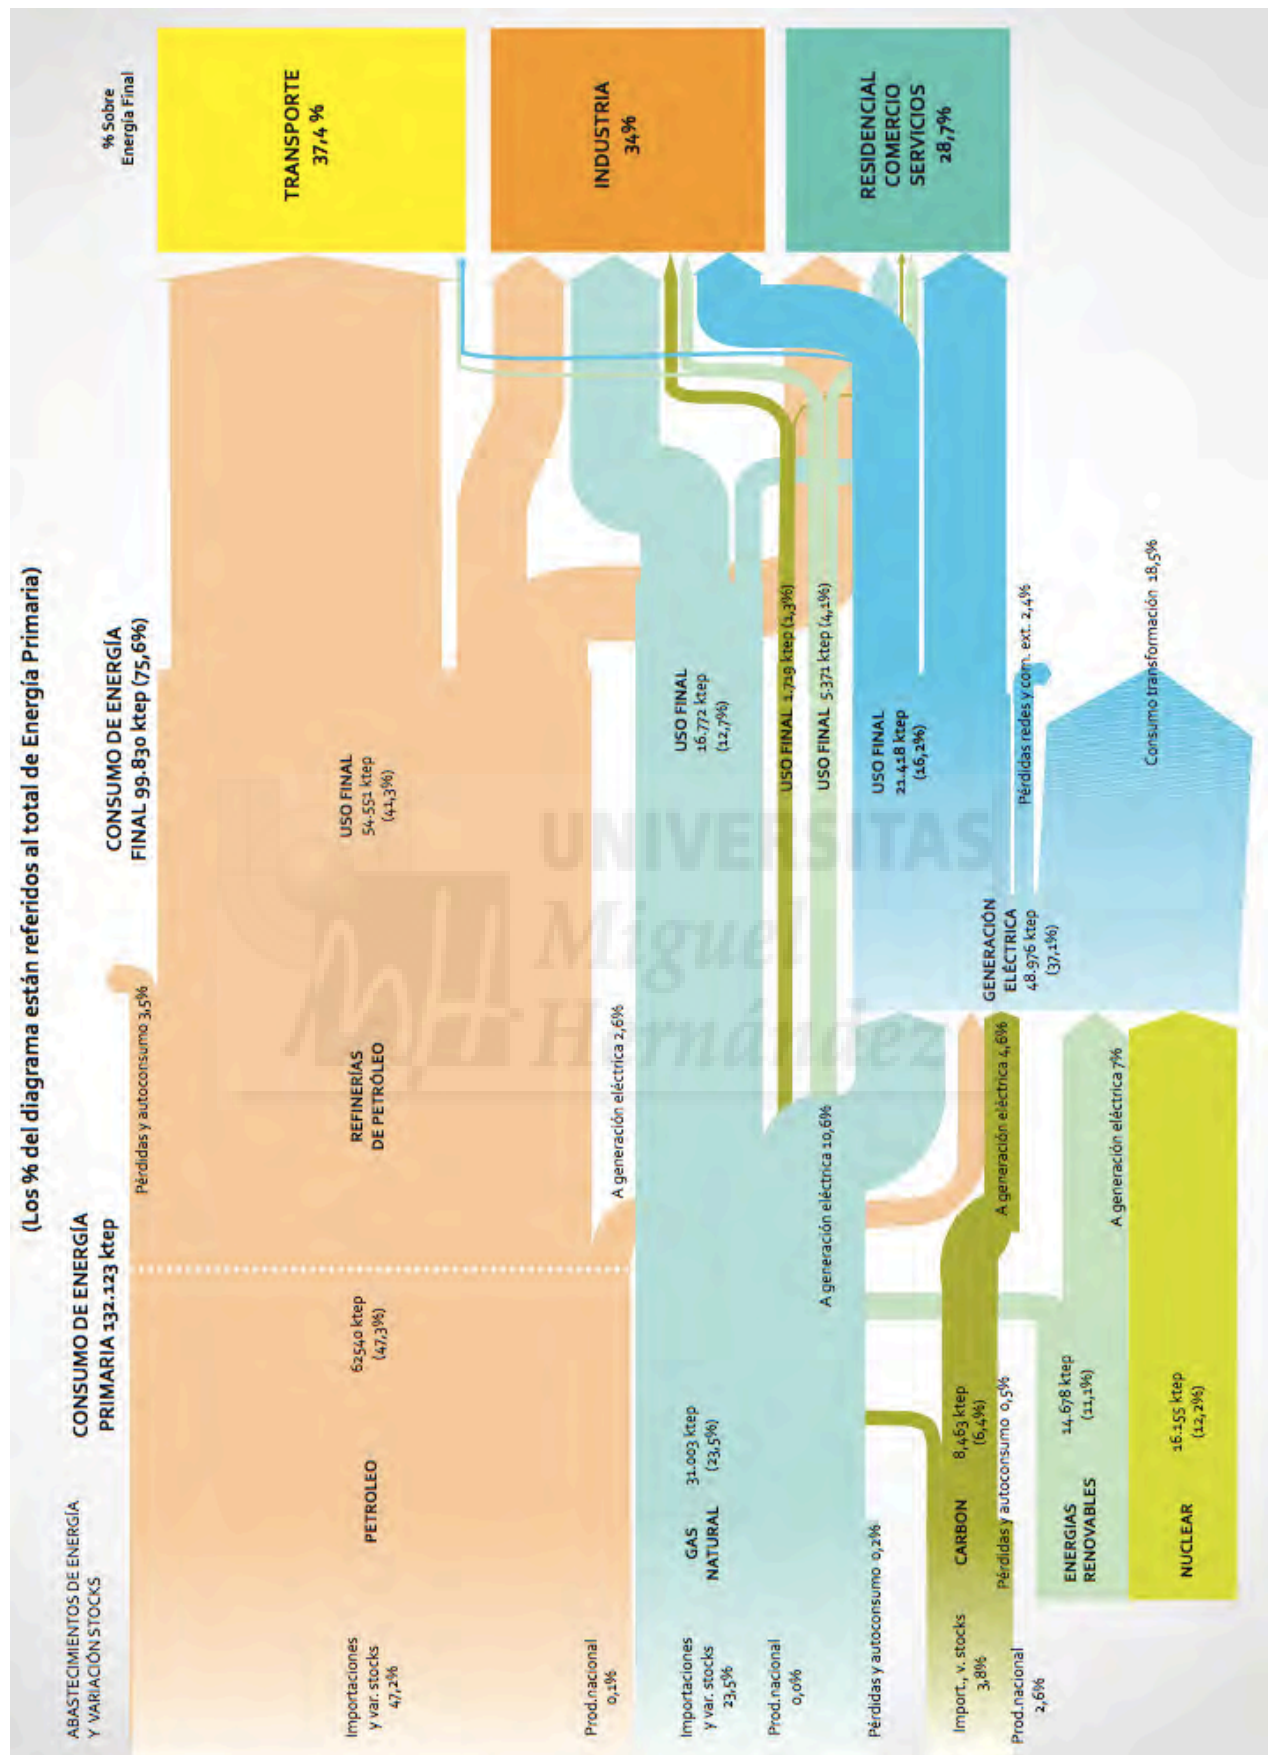 (Los % del diagrama están referidos al total de Energía Primaria)
ABASTECIMIENTOS DE ENERGÍA
Y VARIACIÓN STOCKS
CONSUMO DE ENERGÍA
PRIMARIA 132.123 ktep
CONSUMO DE ENERGÍA
FINAL 99.830 ktep (75,6%)
% Sobre
Energía Final
Importaciones
y var. stocks
47,2%
Prod.nacional
0,1%
PETROLEO
62540 ktep
(47,3%)
Pérdidas y autoconsumo 3,5%
REFINERÍAS
DE PETRÓLEO
A generación eléctrica 2,6%
USO FINAL
54.551 ktep
(41,3%)
TRANSPORTE
37,4 %
Importaciones
y var. stocks
23,5%
Prod.nacional
0,0%
GAS
NATURAL
31.003 ktep
(23,5%)
A generación eléctrica 10,6%
USO FINAL
16.772 ktep
(12,7%)
USO FINAL 1.719 ktep (1,3%)
USO FINAL 5.371 ktep (4,1%)
INDUSTRIA
34%
Pérdidas y autoconsumo 0,2%
Import., v. stocks
3,8%
Prod.nacional
2,6%
CARBON
8,463 ktep
(6,4%)
Pérdidas y autoconsumo 0,5%
A generación eléctrica 4,6%
USO FINAL
21.418 ktep
(16,2%)
GENERACIÓN
ELÉCTRICA
48.976 ktep
(37,1%)
Pérdidas redes y com. ext. 2,4%
RESIDENCIAL
COMERCIO
SERVICIOS
28,7%
ENERGÍAS
RENOVABLES
14.678 ktep
(11,1%)
A generación eléctrica 7%
Consumo transformación 18,5%
NUCLEAR
16.155 ktep
(12,2%)
UNIVERSITAS
Miguel
Hernández